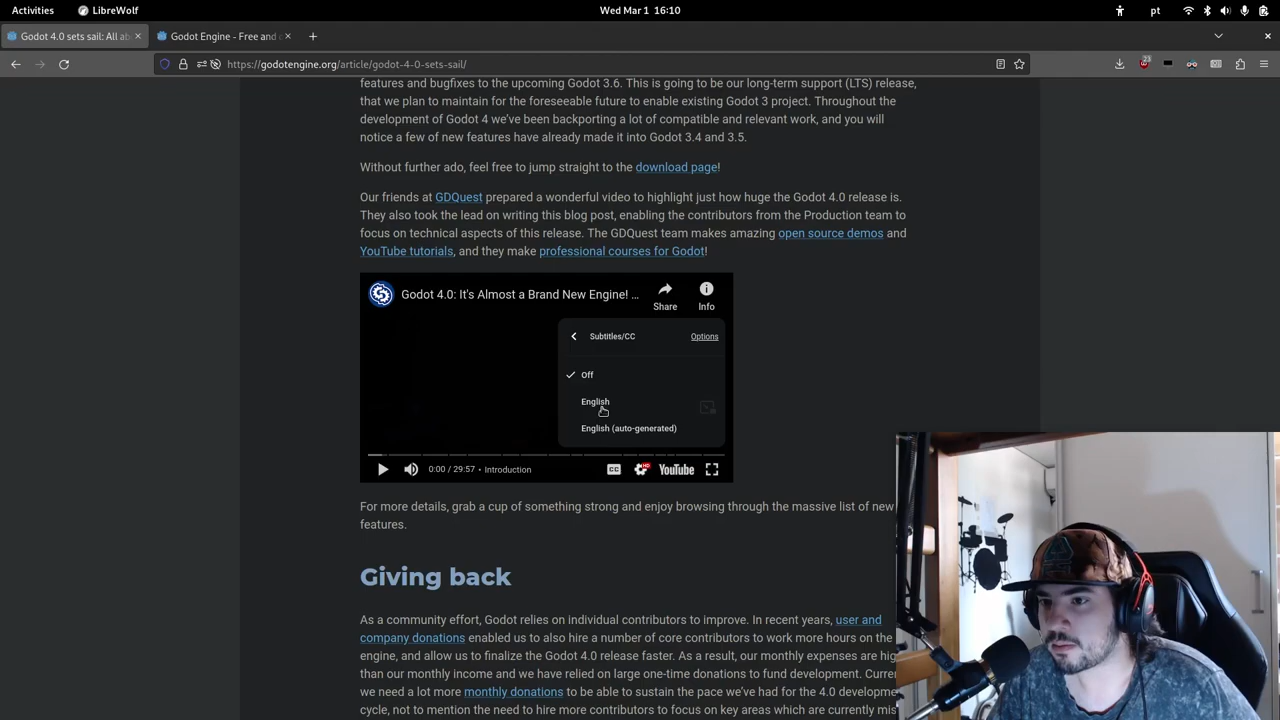 Activities
LibreWolf
Wed Mar 1 16:10
pt
Godot 4.0 sets sail: All ab
Godot Engine - Free and o
https://godotengine.org/article/godot-4-0-sets-sail/
23
features and bugfixes to the upcoming Godot 3.6. This is going to be our long-term support (LTS) release,
that we plan to maintain for the foreseeable future to enable existing Godot 3 project. Throughout the
development of Godot 4 we've been backporting a lot of compatible and relevant work, and you will
notice a few of new features have already made it into Godot 3.4 and 3.5.
Without further ado, feel free to jump straight to the download page!
Our friends at GDQuest prepared a wonderful video to highlight just how huge the Godot 4.0 release is.
They also took the lead on writing this blog post, enabling the contributors from the Production team to
focus on technical aspects of this release. The GDQuest team makes amazing open source demos and
YouTube tutorials, and they make professional courses for Godot!
Godot 4.0: It's Almost a Brand New Engine! …
Share
Info
Subtitles/CC
Options
Off
English
English (auto-generated)
0:00 / 29:57 • Introduction
CC
HD
YouTube
For more details, grab a cup of something strong and enjoy browsing through the massive list of new
features.
Giving back
As a community effort, Godot relies on individual contributors to improve. In recent years, user and
company donations enabled us to also hire a number of core contributors to work more hours on the
engine, and allow us to finalize the Godot 4.0 release faster. As a result, our monthly expenses are hig
than our monthly income and we have relied on large one-time donations to fund development. Curre
we need a lot more monthly donations to be able to sustain the pace we've had for the 4.0 developme
cycle, not to mention the need to hire more contributors to focus on key areas which are currently mis